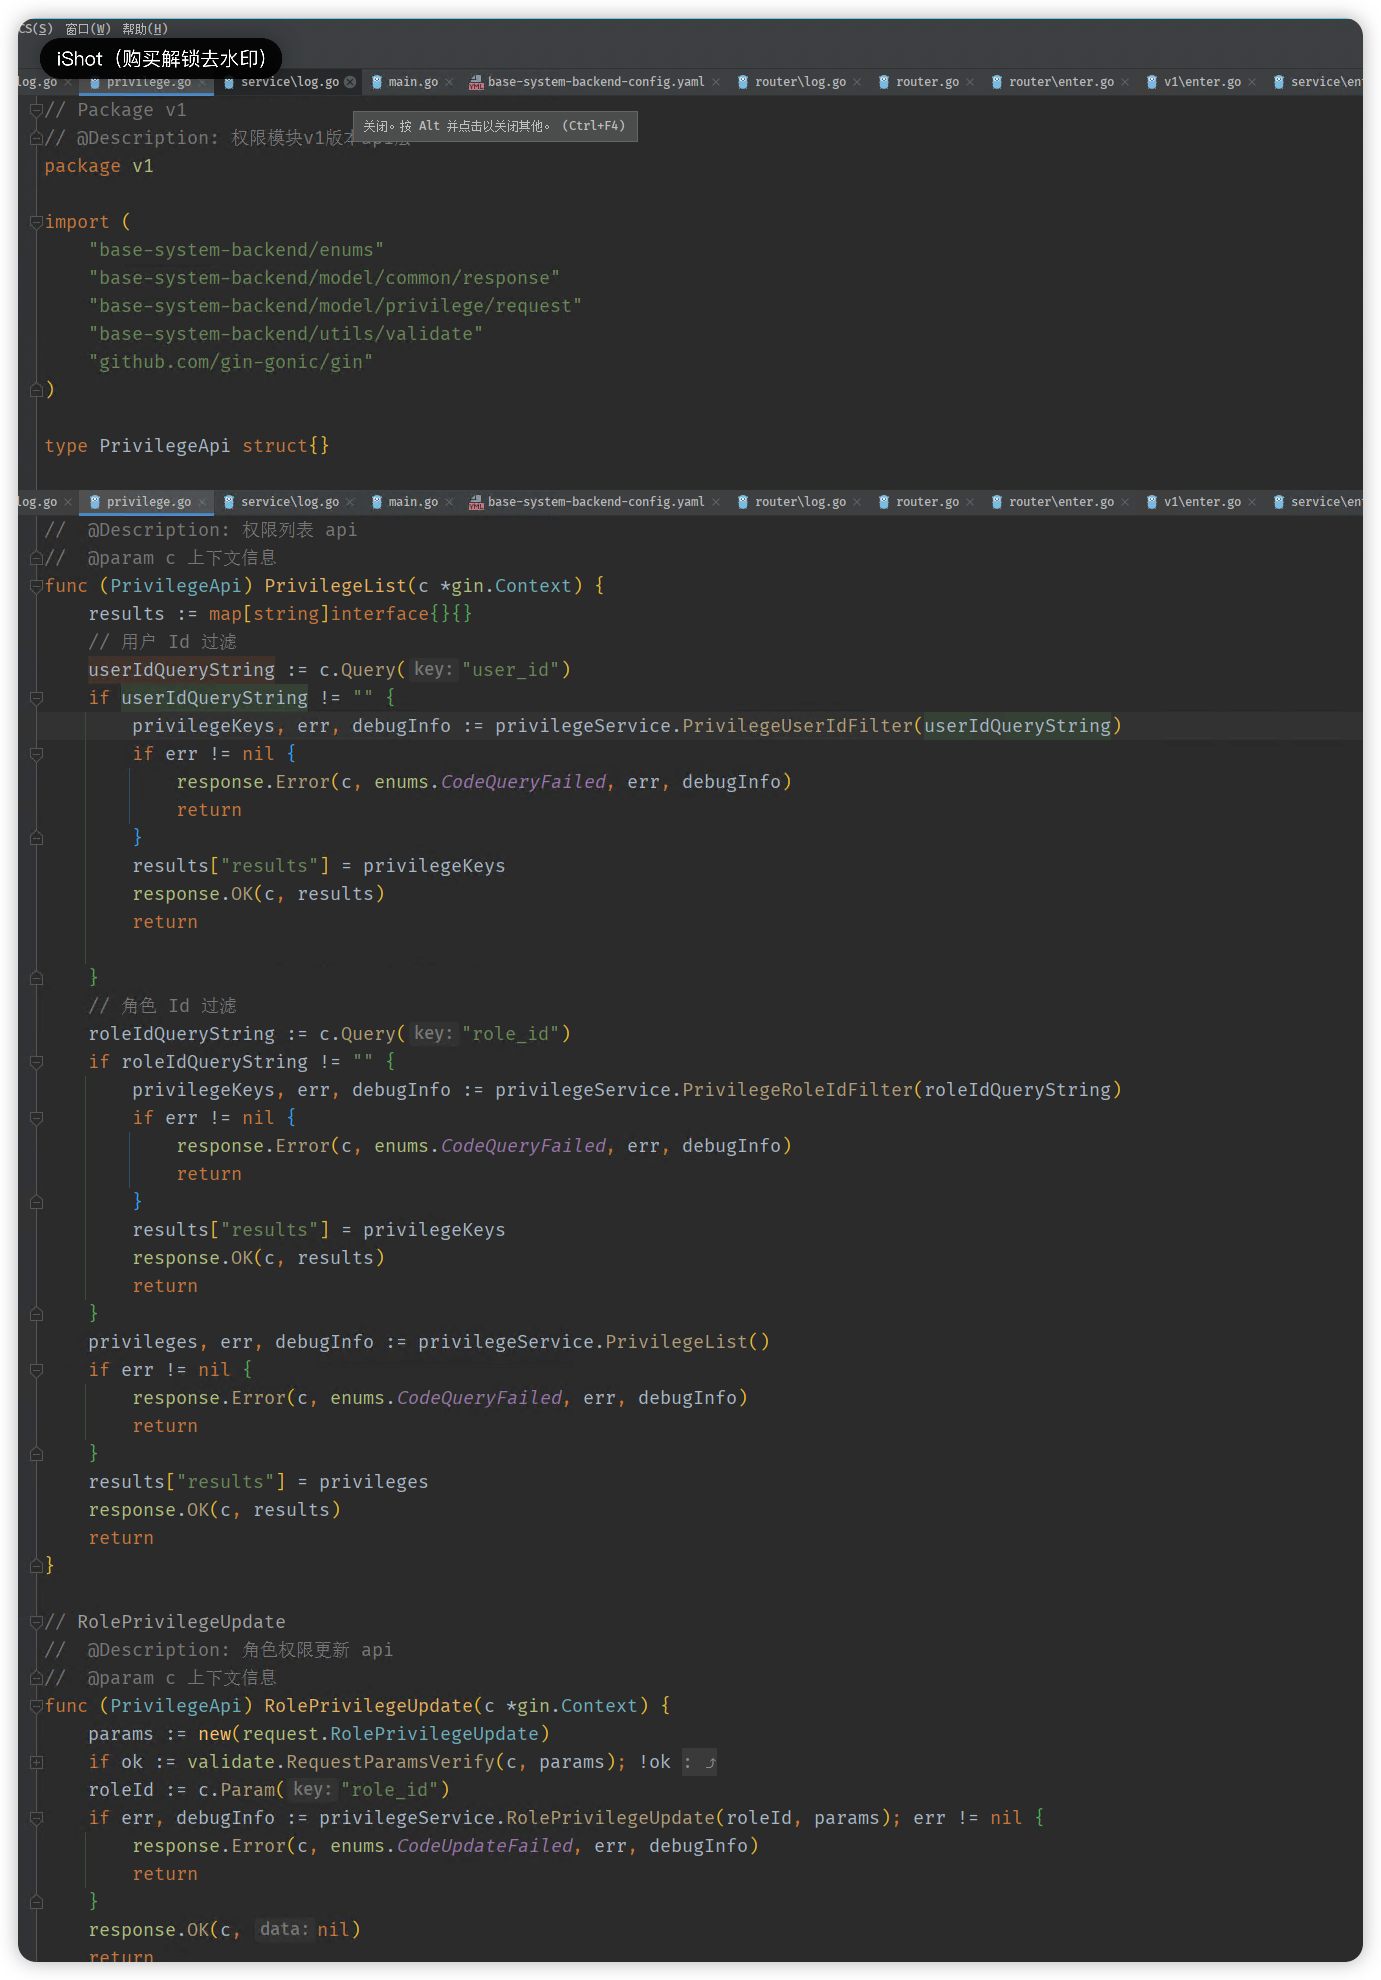 CS(S) 窗口(W) 帮助(H)
iShot（购买解锁去水印）
log.go privilege.go service\log.go main.go base-system-backend-config.yaml router\log.go router.go router\enter.go v1\enter.go service\en
// Package v1
关闭。按 Alt 并点击以关闭其他。 (Ctrl+F4)
// @Description: 权限模块v1版本api层
package v1
import (
"base-system-backend/enums"
"base-system-backend/model/common/response"
"base-system-backend/model/privilege/request"
"base-system-backend/utils/validate"
"github.com/gin-gonic/gin"
)
type PrivilegeApi struct{}
log.go privilege.go service\log.go main.go base-system-backend-config.yaml router\log.go router.go router\enter.go v1\enter.go service\en
// @Description: 权限列表 api
// @param c 上下文信息
func (PrivilegeApi) PrivilegeList(c *gin.Context) {
results := map[string]interface{}{}
// 用户 Id 过滤
userIdQueryString := c.Query( key: "user_id")
if userIdQueryString != "" {
privilegeKeys, err, debugInfo := privilegeService.PrivilegeUserIdFilter(userIdQueryString)
if err != nil {
response.Error(c, enums.CodeQueryFailed, err, debugInfo)
return
}
results["results"] = privilegeKeys
response.OK(c, results)
return
}
// 角色 Id 过滤
roleIdQueryString := c.Query( key: "role_id")
if roleIdQueryString != "" {
privilegeKeys, err, debugInfo := privilegeService.PrivilegeRoleIdFilter(roleIdQueryString)
if err != nil {
response.Error(c, enums.CodeQueryFailed, err, debugInfo)
return
}
results["results"] = privilegeKeys
response.OK(c, results)
return
}
privileges, err, debugInfo := privilegeService.PrivilegeList()
if err != nil {
response.Error(c, enums.CodeQueryFailed, err, debugInfo)
return
}
results["results"] = privileges
response.OK(c, results)
return
}
// RolePrivilegeUpdate
// @Description: 角色权限更新 api
// @param c 上下文信息
func (PrivilegeApi) RolePrivilegeUpdate(c *gin.Context) {
params := new(request.RolePrivilegeUpdate)
if ok := validate.RequestParamsVerify(c, params); !ok : ⤴
roleId := c.Param( key: "role_id")
if err, debugInfo := privilegeService.RolePrivilegeUpdate(roleId, params); err != nil {
response.Error(c, enums.CodeUpdateFailed, err, debugInfo)
return
}
response.OK(c, data: nil)
return